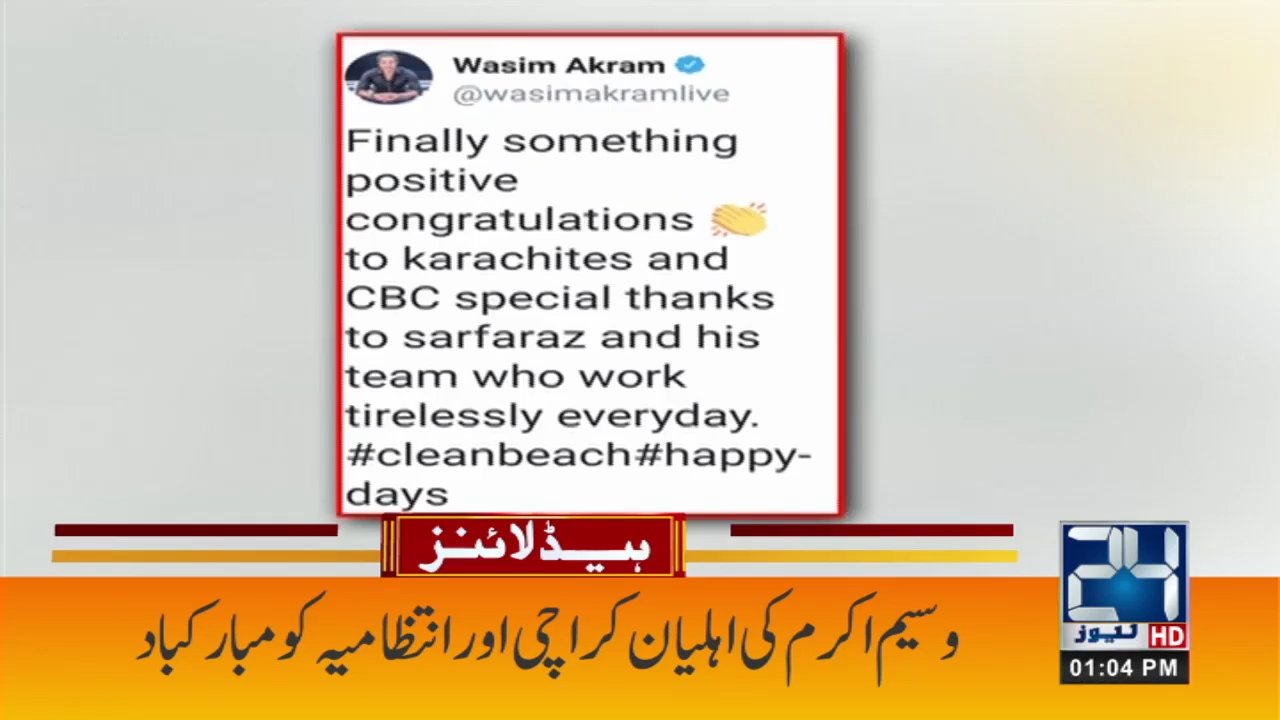 Wasim Akram
@wasimakramlive
Finally something
positive
congratulations 👏
to karachites and
CBC special thanks
to sarfaraz and his
team who work
tirelessly everyday.
#cleanbeach#happy-
days
ہیڈلائنز
وسیم اکرم کی اہلیان کراچی اور انتظامیہ کو مبارکباد
24
نیوز HD
01:04 PM